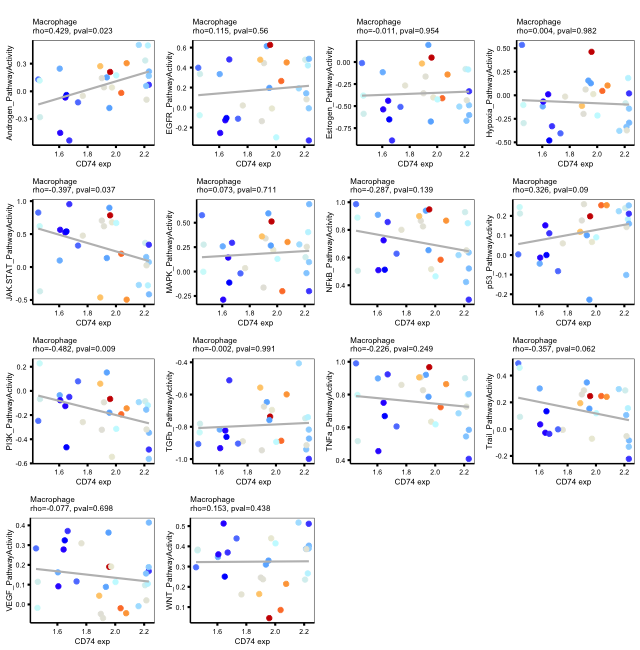 Macrophage
rho=0.429, pval=0.023
Androgen_PathwayActivity
0.3
0.0
-0.3
1.6
1.8
2.0
2.2
CD74 exp
Macrophage
rho=0.115, pval=0.56
EGFR_PathwayActivity
0.6
0.4
0.2
0.0
-0.2
1.6
1.8
2.0
2.2
CD74 exp
Macrophage
rho=-0.011, pval=0.954
Estrogen_PathwayActivity
0.00
-0.25
-0.50
-0.75
1.6
1.8
2.0
2.2
CD74 exp
Macrophage
rho=0.004, pval=0.982
Hypoxia_PathwayActivity
0.50
0.25
0.00
-0.25
-0.50
1.6
1.8
2.0
2.2
CD74 exp
Macrophage
rho=-0.397, pval=0.037
JAK.STAT_PathwayActivity
1.0
0.5
0.0
-0.5
1.6
1.8
2.0
2.2
CD74 exp
Macrophage
rho=0.073, pval=0.711
MAPK_PathwayActivity
0.50
0.25
0.00
-0.25
1.6
1.8
2.0
2.2
CD74 exp
Macrophage
rho=-0.287, pval=0.139
NFkB_PathwayActivity
1.0
0.8
0.6
0.4
1.6
1.8
2.0
2.2
CD74 exp
Macrophage
rho=0.326, pval=0.09
p53_PathwayActivity
0.2
0.1
0.0
-0.1
-0.2
1.6
1.8
2.0
2.2
CD74 exp
Macrophage
rho=-0.482, pval=0.009
PI3K_PathwayActivity
0.2
0.0
-0.2
-0.4
-0.6
1.6
1.8
2.0
2.2
CD74 exp
Macrophage
rho=-0.002, pval=0.991
TGFb_PathwayActivity
-0.4
-0.6
-0.8
-1.0
1.6
1.8
2.0
2.2
CD74 exp
Macrophage
rho=-0.226, pval=0.249
TNFa_PathwayActivity
1.0
0.8
0.6
0.4
1.6
1.8
2.0
2.2
CD74 exp
Macrophage
rho=-0.357, pval=0.062
Trail_PathwayActivity
0.4
0.2
0.0
-0.2
1.6
1.8
2.0
2.2
CD74 exp
Macrophage
rho=-0.077, pval=0.698
VEGF_PathwayActivity
0.4
0.3
0.2
0.1
0.0
1.6
1.8
2.0
2.2
CD74 exp
Macrophage
rho=0.153, pval=0.438
WNT_PathwayActivity
0.5
0.4
0.3
0.2
0.1
1.6
1.8
2.0
2.2
CD74 exp